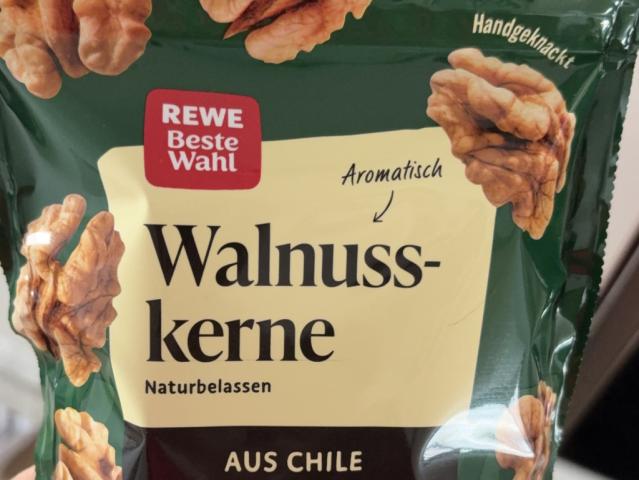 Handgeknackt
REWE
Beste
Wahl
Aromatisch
Walnuss-
kerne
Naturbelassen
AUS CHILE